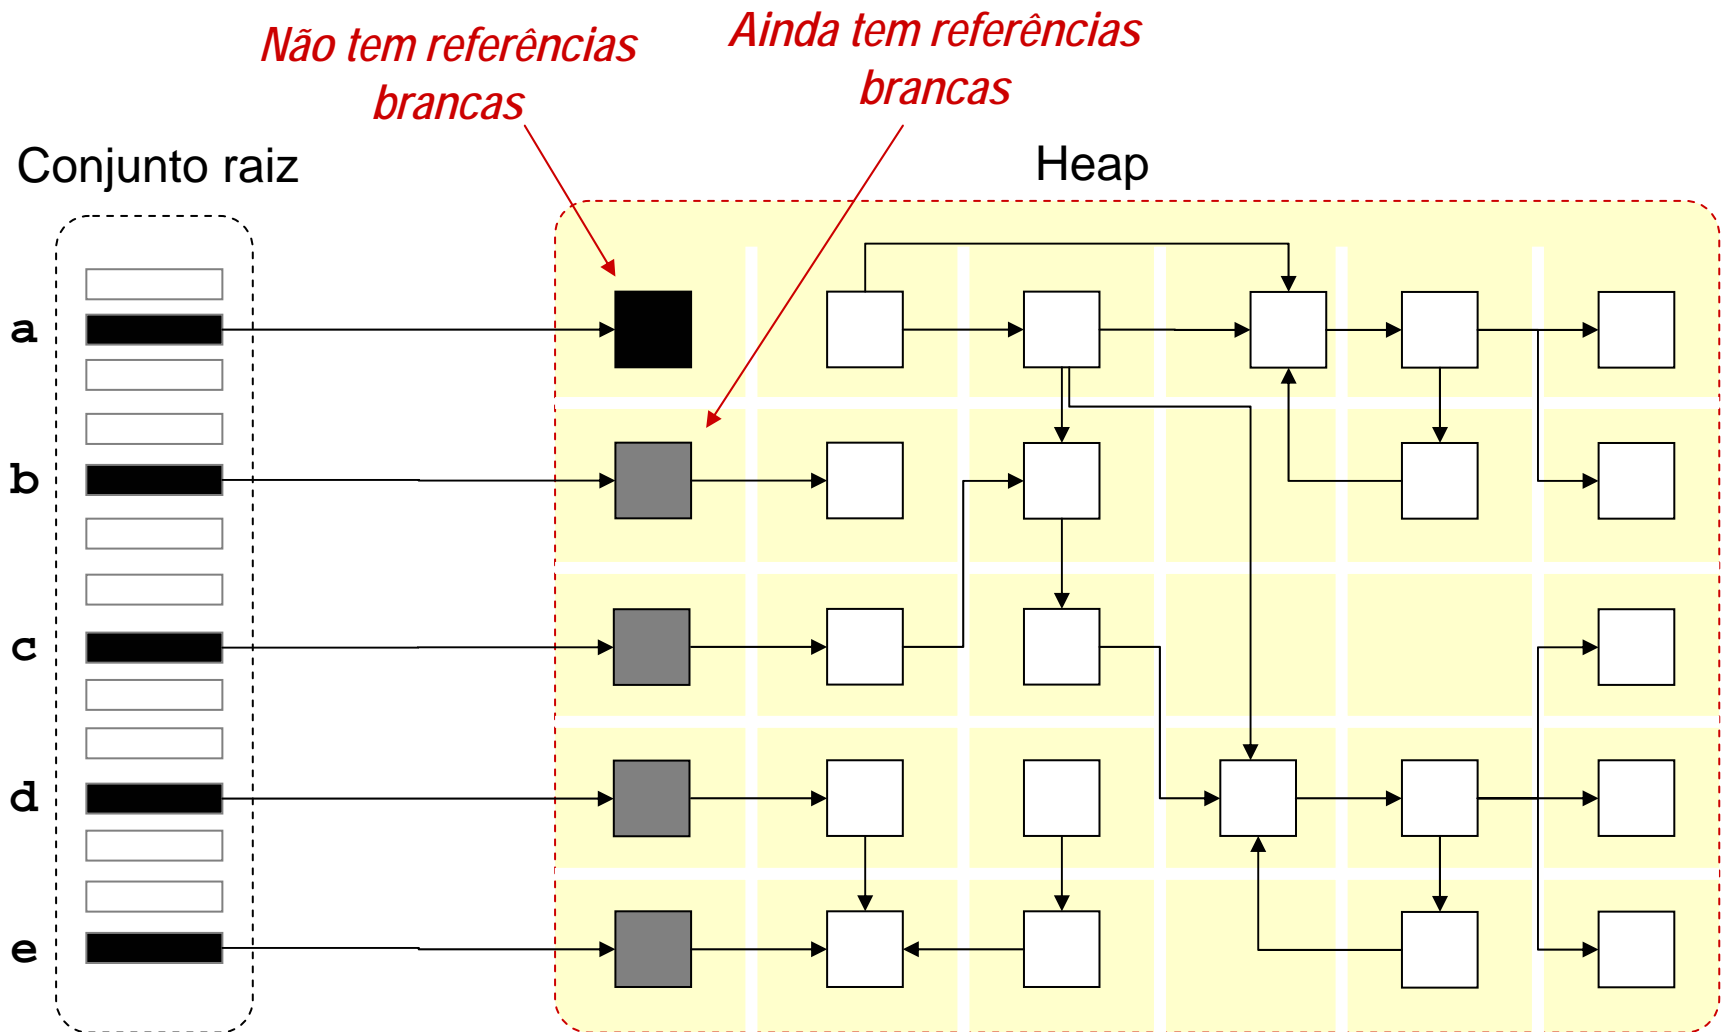 Não tem referências
brancas
Ainda tem referências
brancas
Conjunto raiz
Heap
a
b
c
d
e